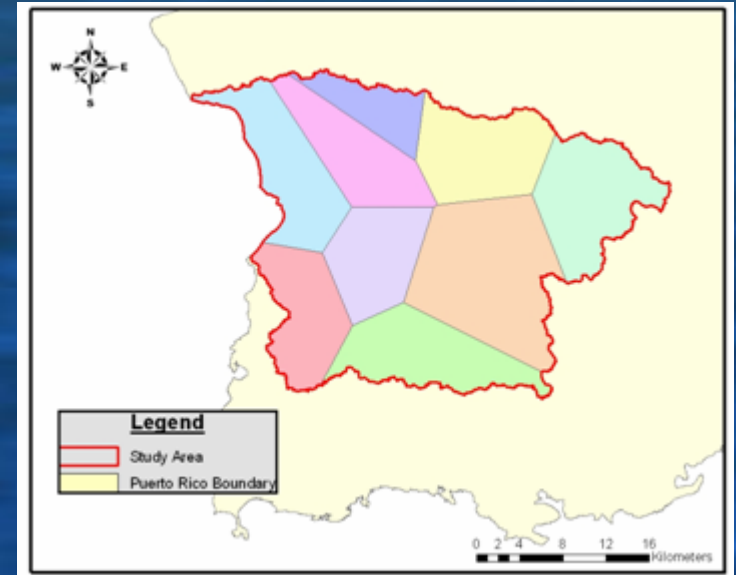 N
W E
S
Legend
Study Area
Puerto Rico Boundary
0 2 4 8 12 16
Kilometers